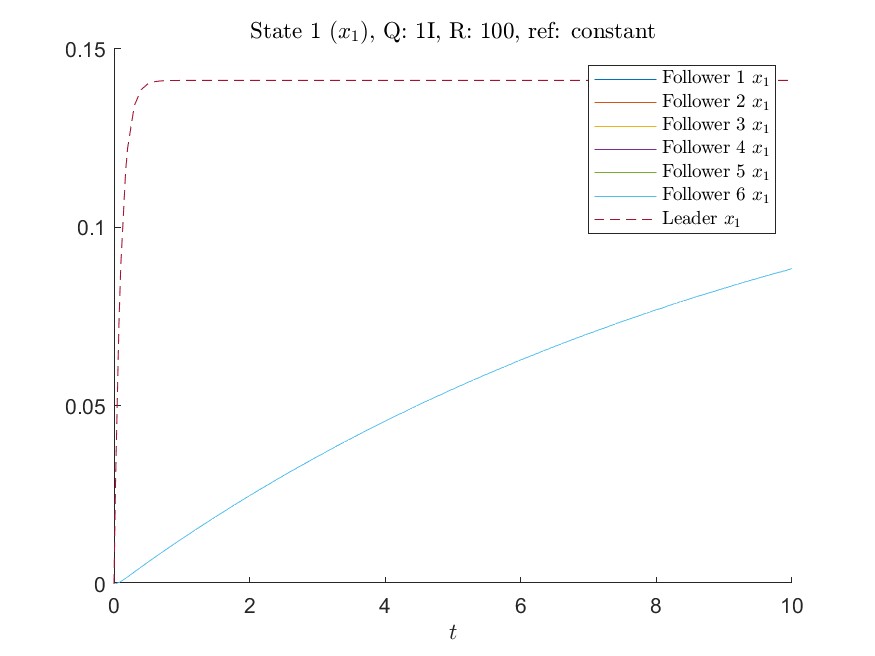 State 1 (x₁), Q: 1I, R: 100, ref: constant
0.15
0.1
0.05
0
Follower 1 x₁
Follower 2 x₁
Follower 3 x₁
Follower 4 x₁
Follower 5 x₁
Follower 6 x₁
Leader x₁
0 2 4 6 8 10
t